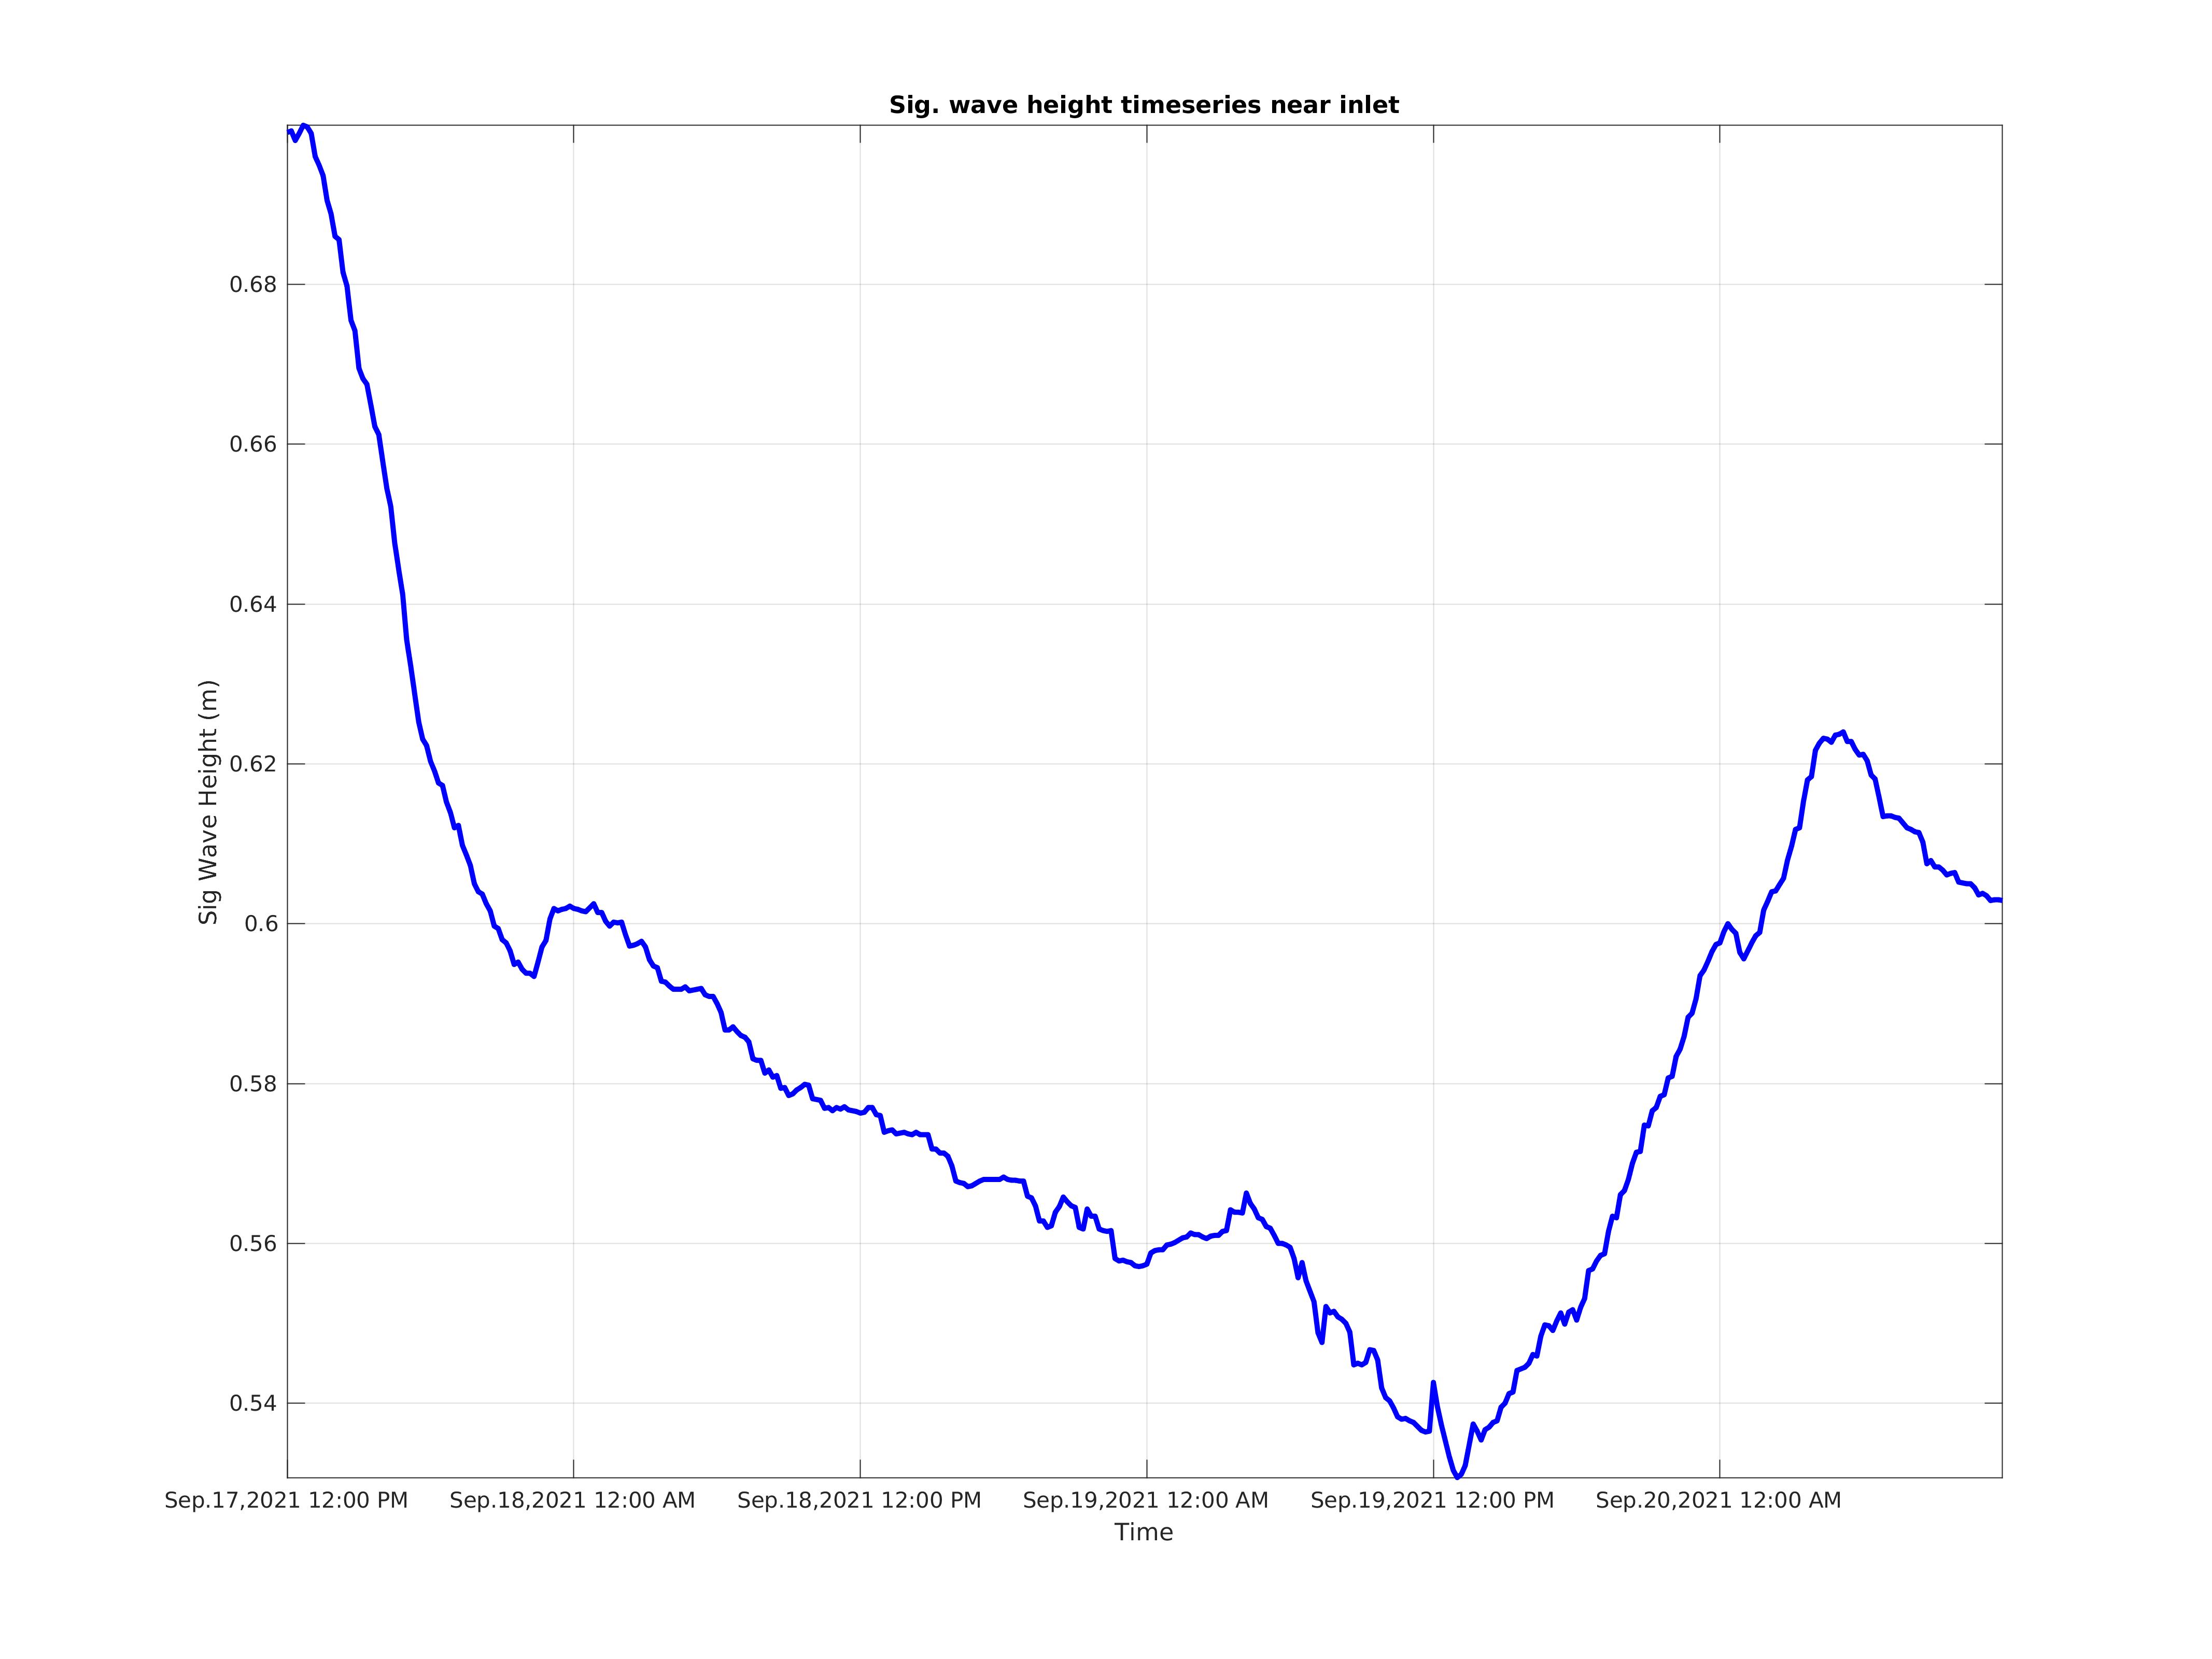 Sig. wave height timeseries near inlet
Sig Wave Height (m)
0.68
0.66
0.64
0.62
0.6
0.58
0.56
0.54
Sep.17,2021 12:00 PM Sep.18,2021 12:00 AM Sep.18,2021 12:00 PM Sep.19,2021 12:00 AM Sep.19,2021 12:00 PM Sep.20,2021 12:00 AM
Time